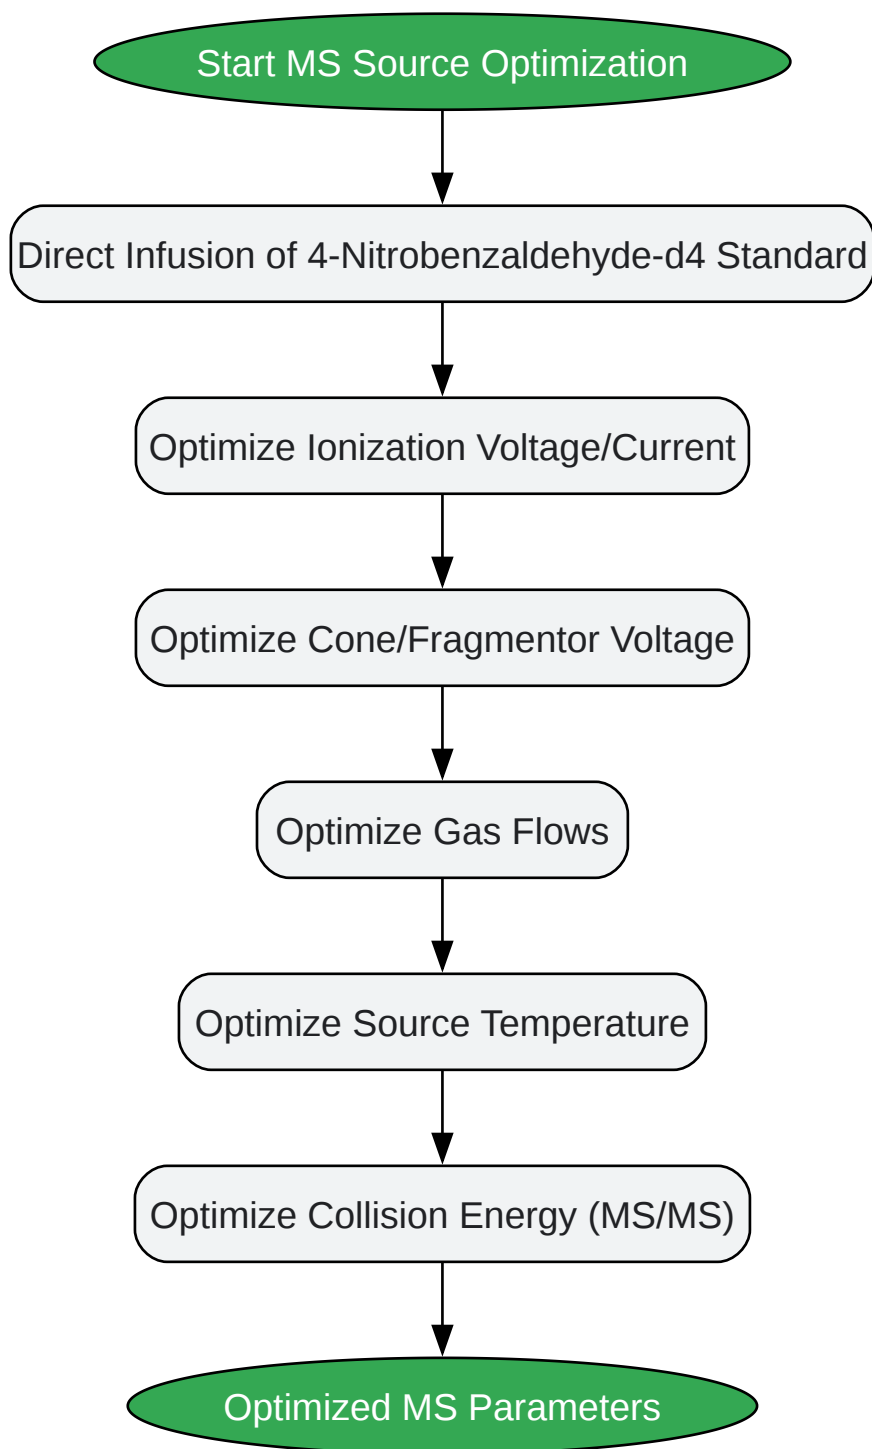 Start MS Source Optimization
Direct Infusion of 4-Nitrobenzaldehyde-d4 Standard
Optimize Ionization Voltage/Current
Optimize Cone/Fragmentor Voltage
Optimize Gas Flows
Optimize Source Temperature
Optimize Collision Energy (MS/MS)
Optimized MS Parameters